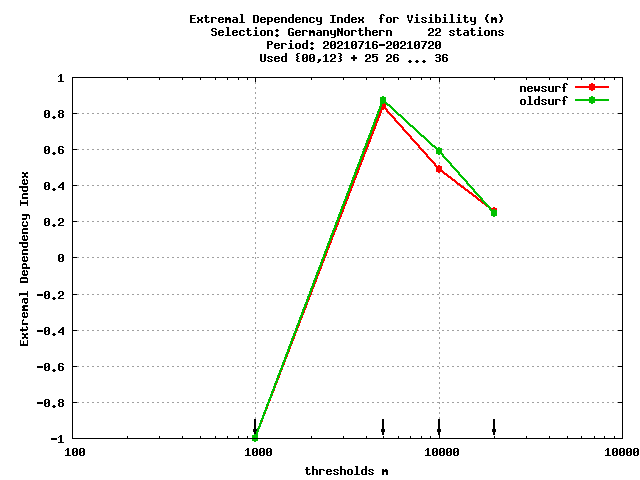 Extremal Dependency Index  for Visibility (m)
Selection: GermanyNorthern     22 stations
Period: 20210716-20210720
Used {00,12} + 25 26 ... 36
newsurf
oldsurf
Extremal Dependency Index
1
0.8
0.6
0.4
0.2
0
-0.2
-0.4
-0.6
-0.8
-1
100 1000 10000 10000
thresholds m